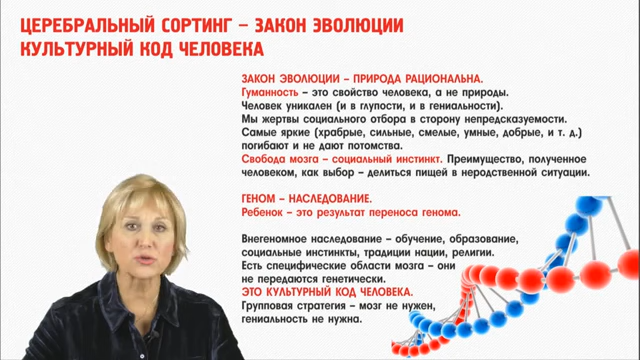 ЦЕРЕБРАЛЬНЫЙ СОРТИНГ – ЗАКОН ЭВОЛЮЦИИ
КУЛЬТУРНЫЙ КОД ЧЕЛОВЕКА
ЗАКОН ЭВОЛЮЦИИ – ПРИРОДА РАЦИОНАЛЬНА.
Гуманность – это свойство человека, а не природы.
Человек уникален (и в глупости, и в гениальности).
Мы жертвы социального отбора в сторону непредсказуемости.
Самые яркие (храбрые, сильные, смелые, умные, добрые, и т. д.)
погибают и не дают потомства.
Свобода мозга – социальный инстинкт. Преимущество, полученное
человеком, как выбор – делиться пищей в неродственной ситуации.
ГЕНОМ – НАСЛЕДОВАНИЕ.
Ребенок – это результат переноса генома.
Внегеномное наследование – обучение, образование,
социальные инстинкты, традиции нации, религии.
Есть специфические области мозга – они
не передаются генетически.
ЭТО КУЛЬТУРНЫЙ КОД ЧЕЛОВЕКА.
Групповая стратегия – мозг не нужен,
гениальность не нужна.